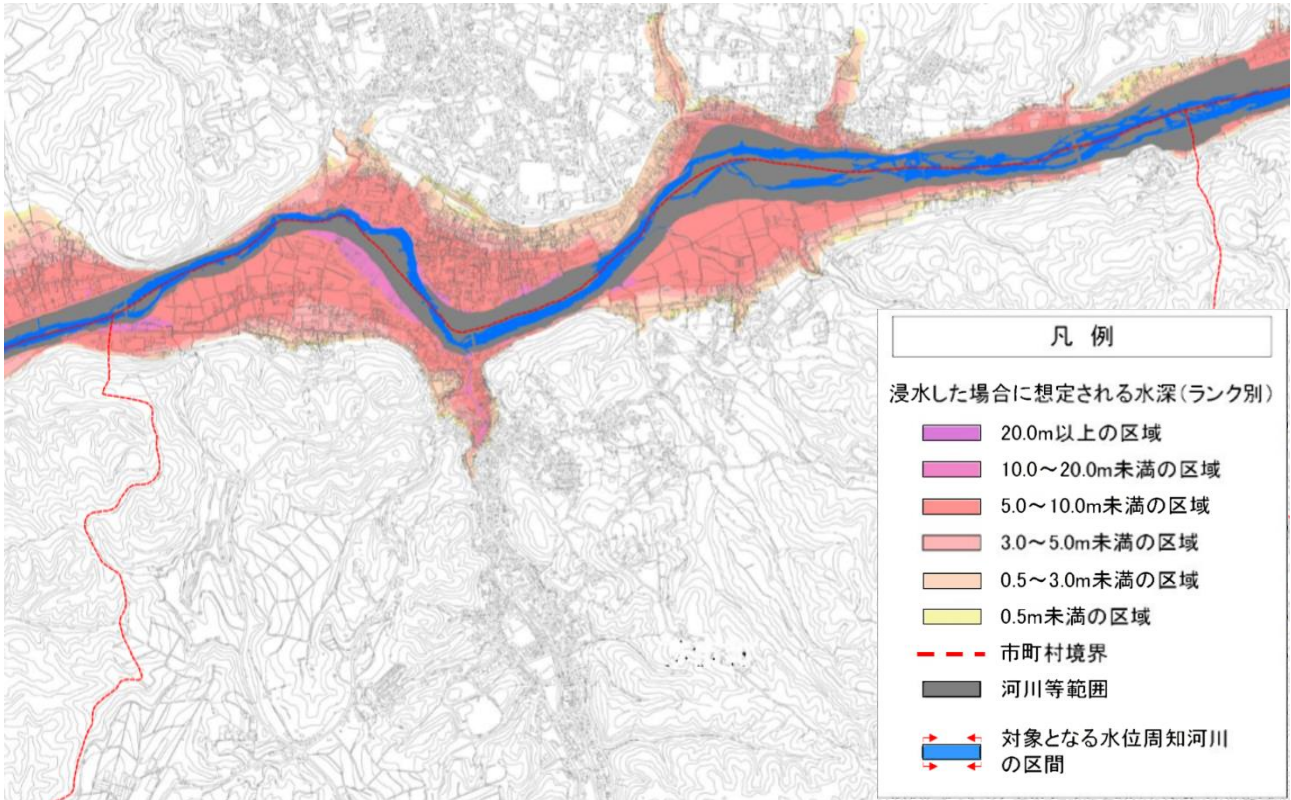 凡 例
浸水した場合に想定される水深(ランク別)
20.0m以上の区域
10.0～20.0m未満の区域
5.0～10.0m未満の区域
3.0～5.0m未満の区域
0.5～3.0m未満の区域
0.5m未満の区域
市町村境界
河川等範囲
対象となる水位周知河川
の区間